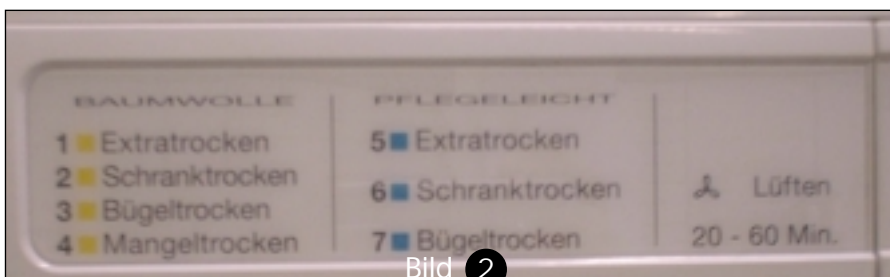 BAUMWOLLE
1 Extratrocken
2 Schranktrocken
3 Bügeltrocken
4 Mangeltrocken
PFLEGELEICHT
5 Extratrocken
6 Schranktrocken
7 Bügeltrocken
Lüften
20 - 60 Min.
Bild 2